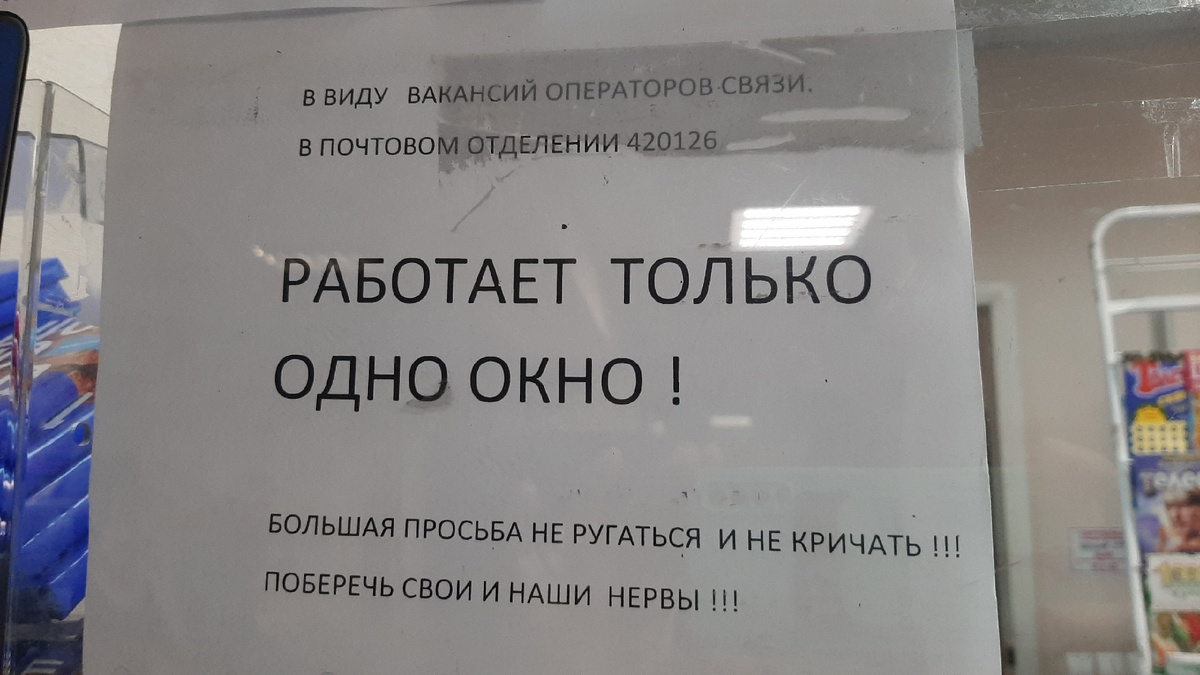 В ВИДУ ВАКАНСИЙ ОПЕРАТОРОВ СВЯЗИ.
В ПОЧТОВОМ ОТДЕЛЕНИИ 420126
РАБОТАЕТ ТОЛЬКО
ОДНО ОКНО !
БОЛЬШАЯ ПРОСЬБА НЕ РУГАТЬСЯ И НЕ КРИЧАТЬ !!!
ПОБЕРЕЧЬ СВОИ И НАШИ НЕРВЫ !!!